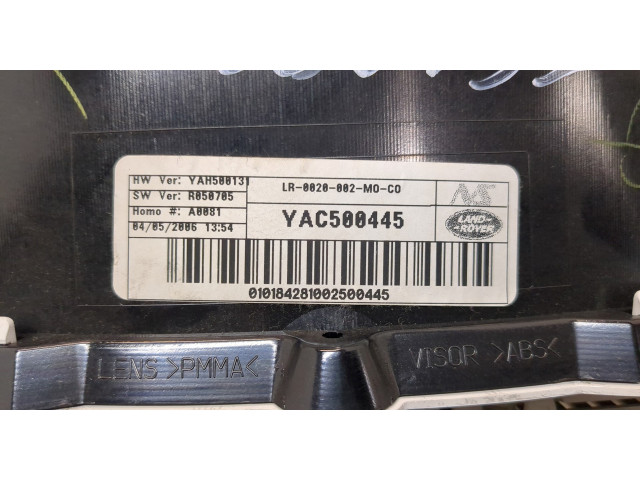 HW Ver: YAH500131
SW Ver: R050705
Homo #: A0081
04/05/2006 13:54
LR-0020-002-MO-CO
YAC500445
LAND-
ROVER
010184281002500445
LENS >PMMA<
VISOR >ABS<